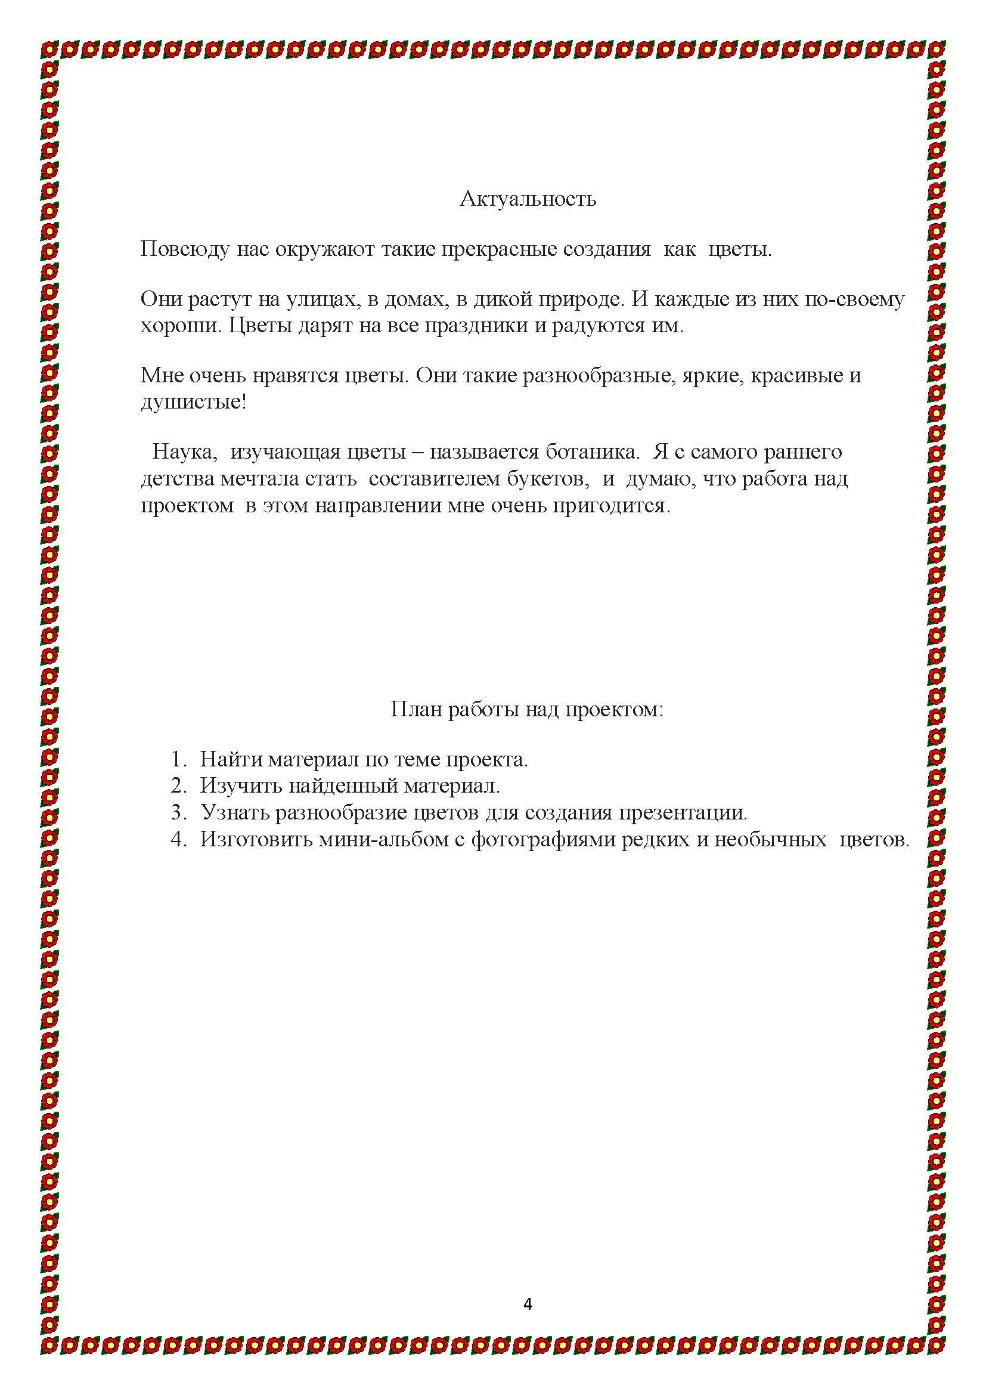 Актуальность
Повсюду нас окружают такие прекрасные создания  как  цветы.
Они растут на улицах, в домах, в дикой природе. И каждые из них по-своему
хороши. Цветы дарят на все праздники и радуются им.
Мне очень нравятся цветы. Они такие разнообразные, яркие, красивые и
душистые!
Наука,  изучающая цветы – называется ботаника.  Я с самого раннего
детства мечтала стать  составителем букетов,  и  думаю, что работа над
проектом  в этом направлении мне очень пригодится.
План работы над проектом:
1. Найти материал по теме проекта.
2. Изучить найденный материал.
3. Узнать разнообразие цветов для создания презентации.
4. Изготовить мини-альбом с фотографиями редких и необычных  цветов.
4